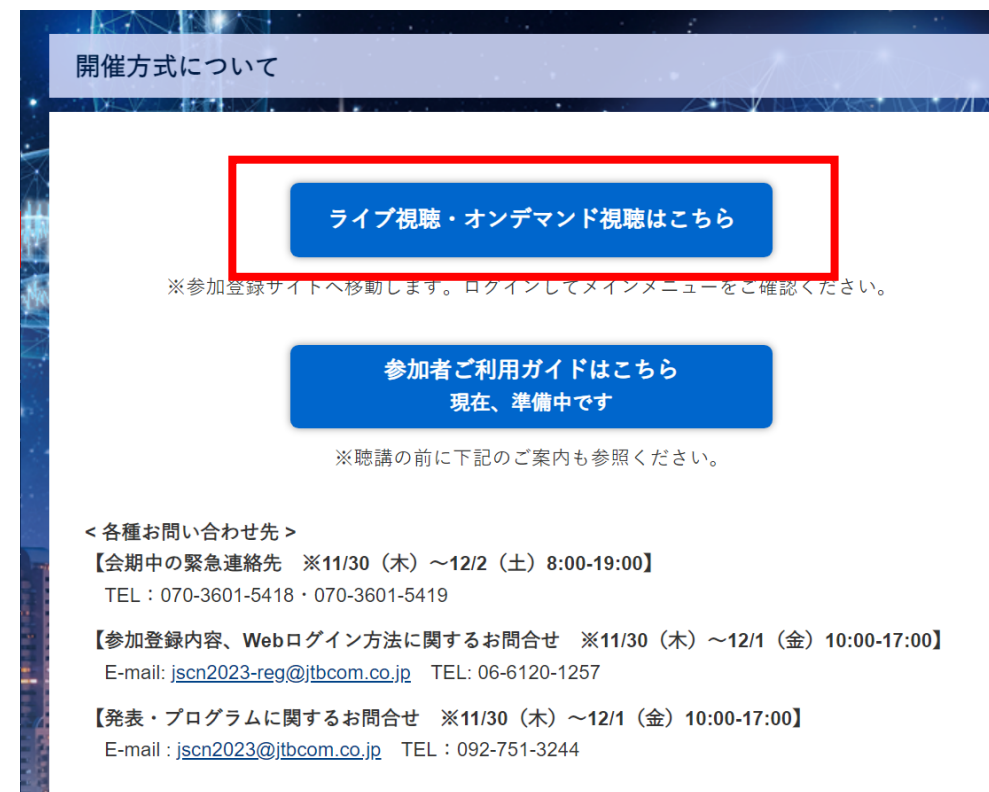 開催方式について
ライブ視聴・オンデマンド視聴はこちら
※参加登録サイトへ移動します。ログインしてメインメニューをご確認ください。
参加者ご利用ガイドはこちら
現在、準備中です
※聴講の前に下記のご案内も参照ください。
< 各種お問い合わせ先 >
【会期中の緊急連絡先　※11/30（木）～12/2（土）8:00-19:00】
TEL：070-3601-5418・070-3601-5419
【参加登録内容、Webログイン方法に関するお問合せ　※11/30（木）～12/1（金）10:00-17:00】
E-mail: jscn2023-reg@jtbcom.co.jp　TEL: 06-6120-1257
【発表・プログラムに関するお問合せ　※11/30（木）～12/1（金）10:00-17:00】
E-mail : jscn2023@jtbcom.co.jp　TEL：092-751-3244